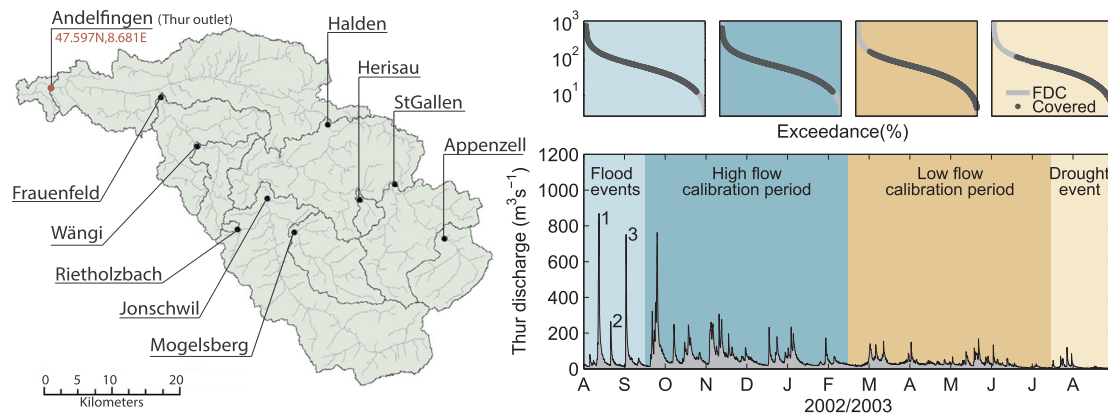 Andelfingen (Thur outlet)
47.597N,8.681E
Halden
Herisau
StGallen
Appenzell
Frauenfeld
Wängi
Rietholzbach
Jonschwil
Mogelsberg
0 10 20
Kilometers
10³
10²
10¹
FDC
Covered
Exceedance(%)
1200
1000
800
600
400
200
0
Thur discharge (m³s⁻¹)
Flood
events
High flow
calibration period
Low flow
calibration period
Drought
event
1
2
3
A S O N D J F M A M J J A
2002/2003